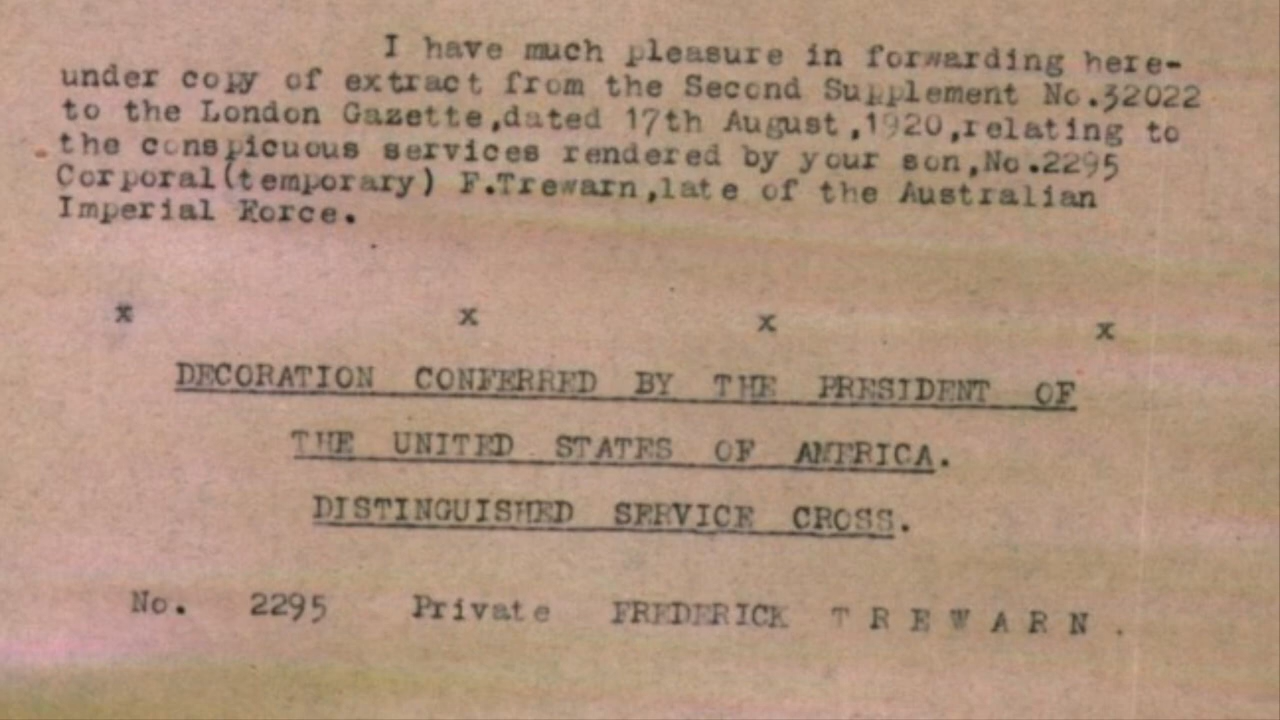 I have much pleasure in forwarding here-
under copy of extract from the Second Supplement No.32022
to the London Gazette,dated 17th August,1920,relating to
the conspicuous services rendered by your son,No.2295
Corporal(temporary) F.Trewarn,late of the Australian
Imperial Force.
x x x x
DECORATION CONFERRED BY THE PRESIDENT OF
THE UNITED STATES OF AMERICA.
DISTINGUISHED SERVICE CROSS.
No. 2295 Private FREDERICK T R E W A R N .